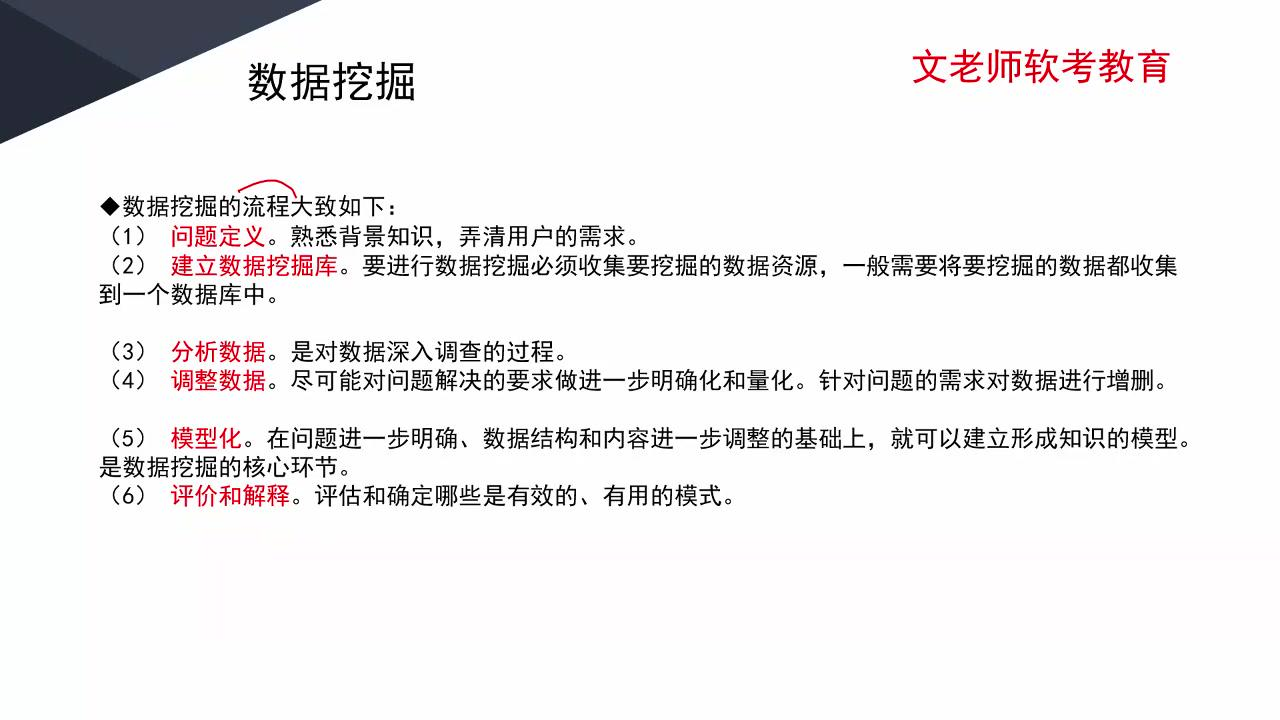 数据挖掘
文老师软考教育
◆数据挖掘的流程大致如下：
（1） 问题定义。熟悉背景知识，弄清用户的需求。
（2） 建立数据挖掘库。要进行数据挖掘必须收集要挖掘的数据资源，一般需要将要挖掘的数据都收集
到一个数据库中。
（3） 分析数据。是对数据深入调查的过程。
（4） 调整数据。尽可能对问题解决的要求做进一步明确化和量化。针对问题的需求对数据进行增删。
（5） 模型化。在问题进一步明确、数据结构和内容进一步调整的基础上，就可以建立形成知识的模型。
是数据挖掘的核心环节。
（6） 评价和解释。评估和确定哪些是有效的、有用的模式。